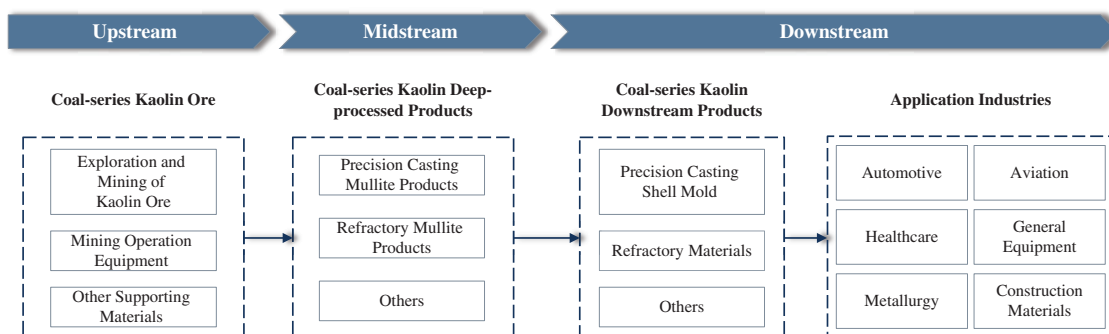 Upstream
Midstream
Downstream
Coal-series Kaolin Ore
Coal-series Kaolin Deep-
processed Products
Coal-series Kaolin
Downstream Products
Application Industries
Exploration and
Mining of
Kaolin Ore
Mining Operation
Equipment
Other Supporting
Materials
Precision Casting
Mullite Products
Refractory Mullite
Products
Others
Precision Casting
Shell Mold
Refractory Materials
Others
Automotive
Aviation
Healthcare
General
Equipment
Metallurgy
Construction
Materials